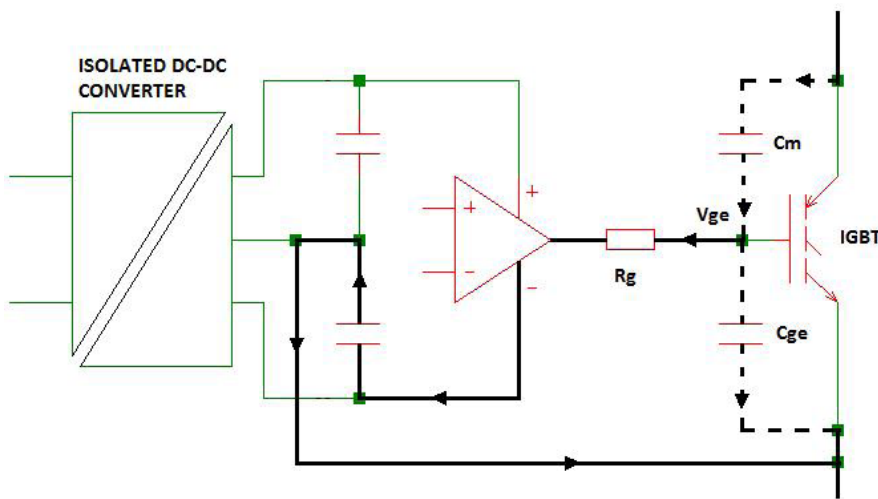 ISOLATED DC-DC
CONVERTER
Cm
+
+
Vge
IGBT
−
−
Rg
Cge